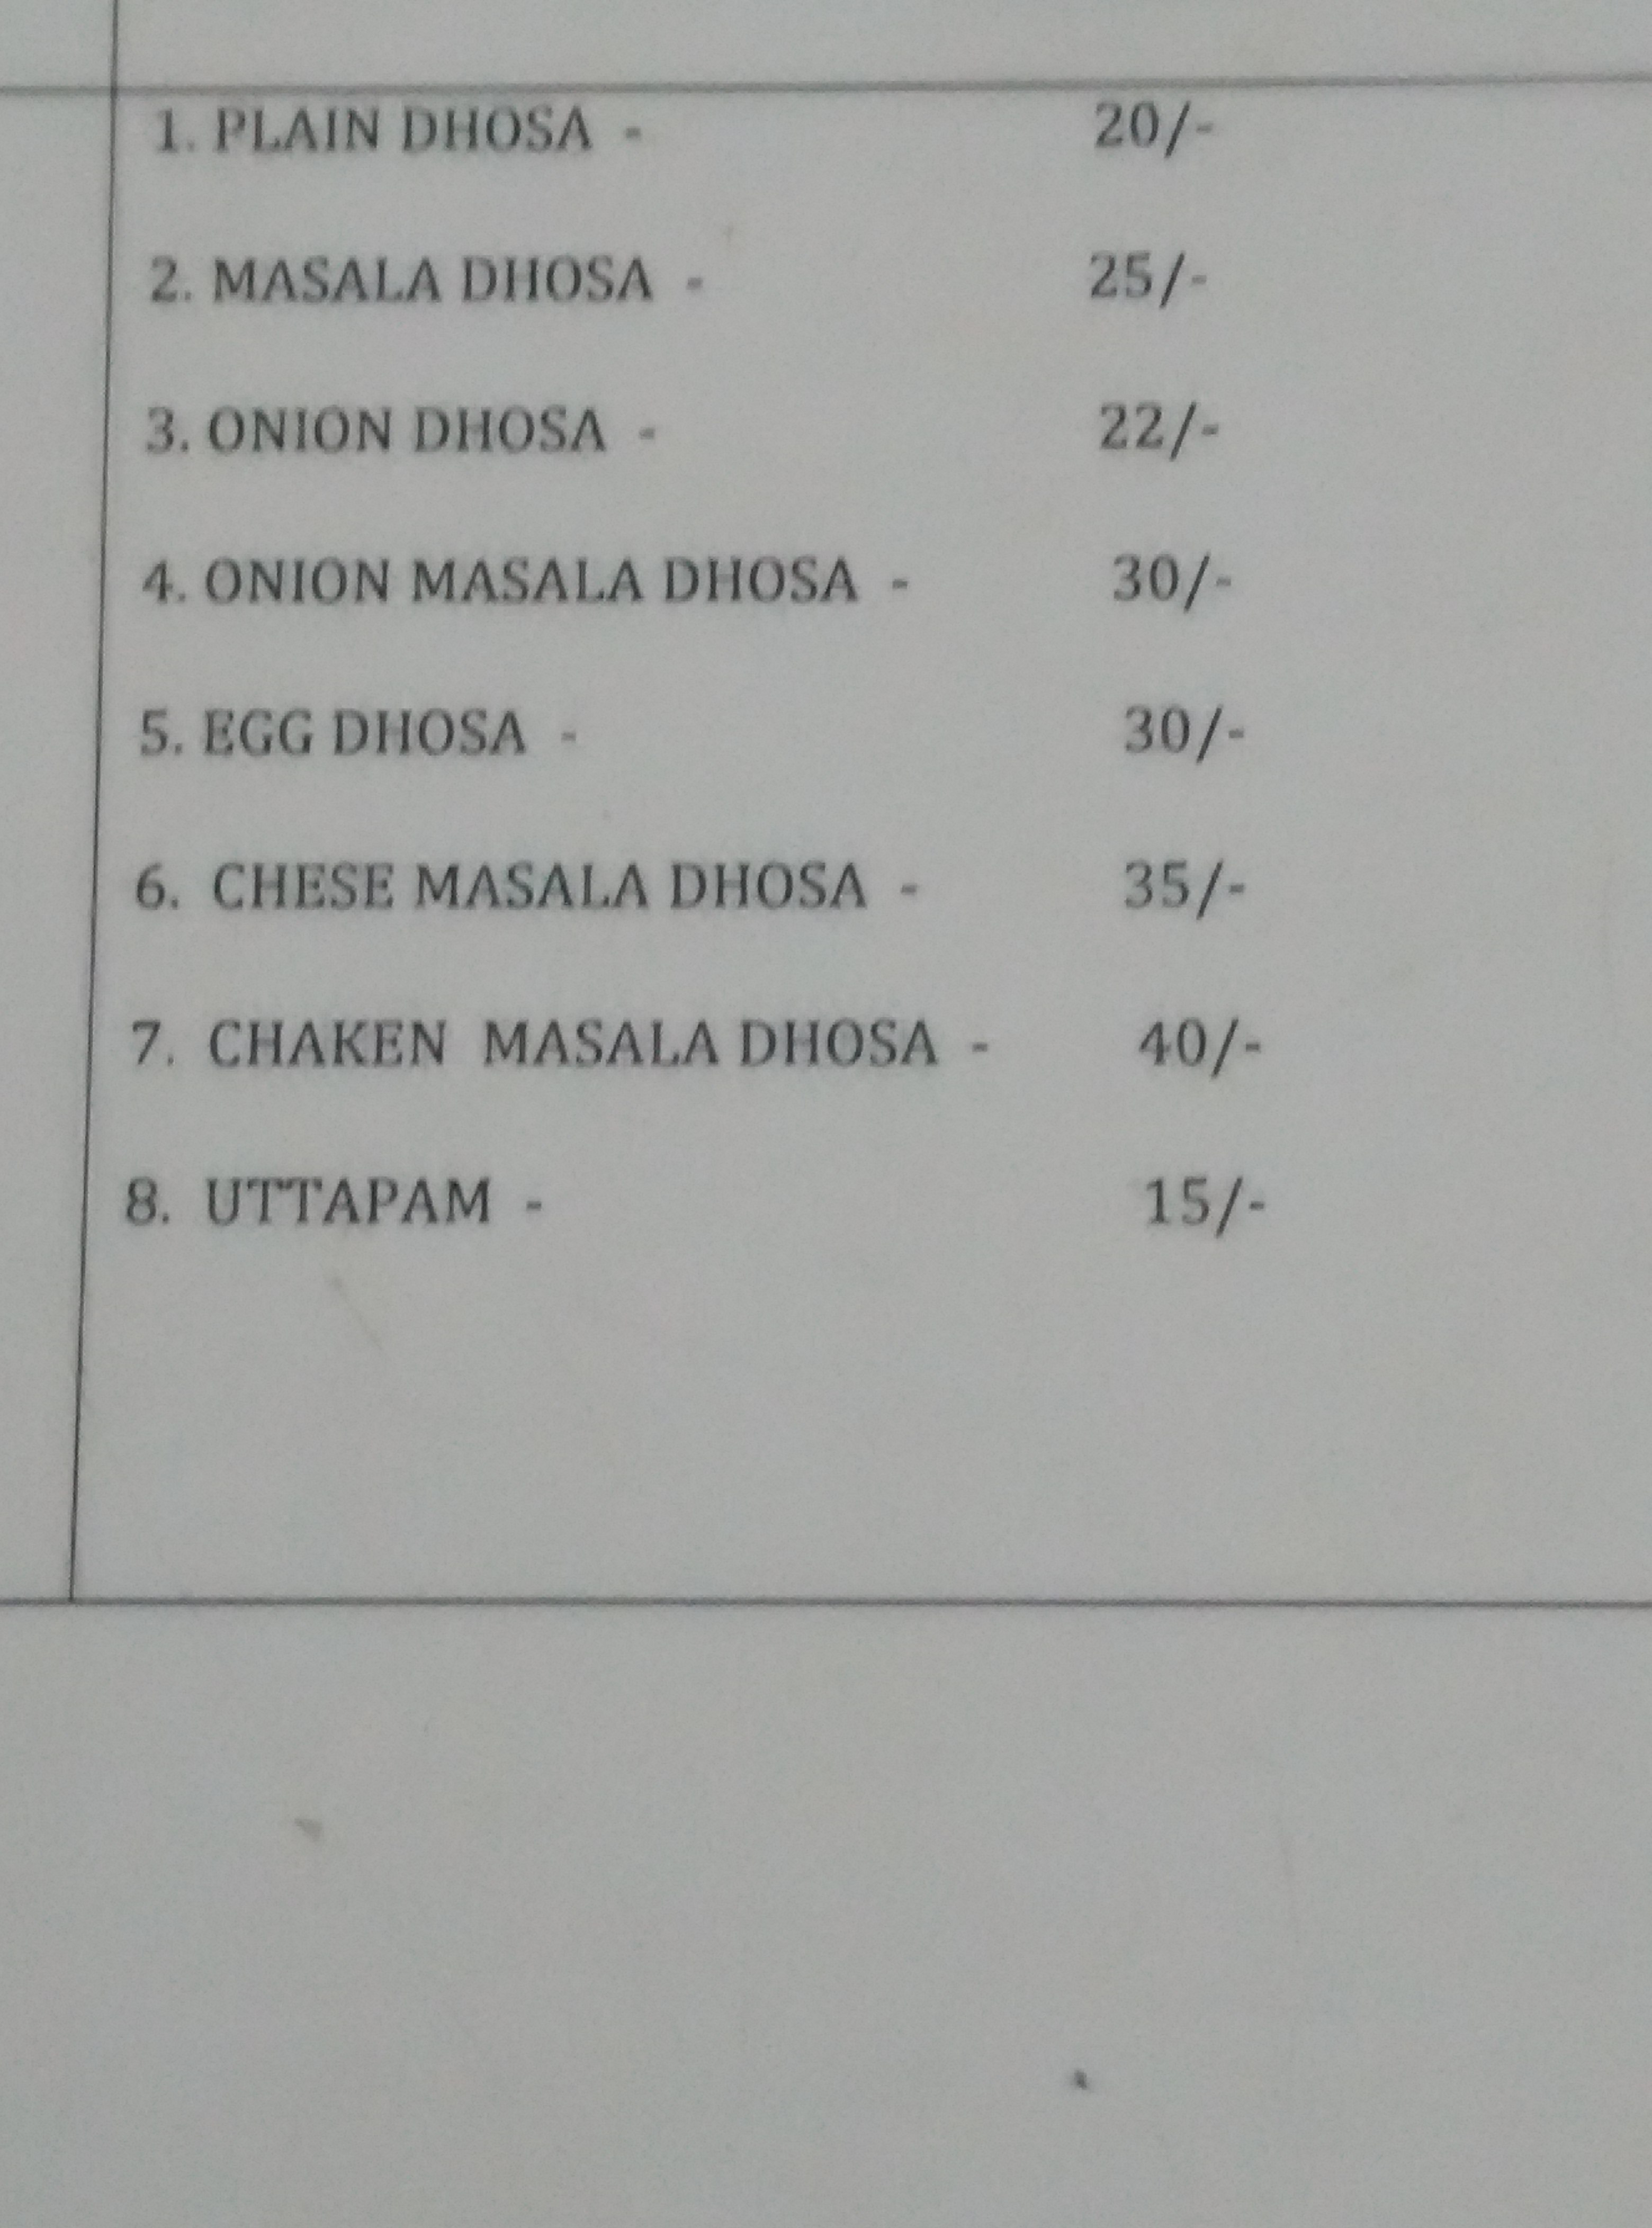 1. PLAIN DHOSA - 20/-
2. MASALA DHOSA - 25/-
3. ONION DHOSA - 22/-
4. ONION MASALA DHOSA - 30/-
5. EGG DHOSA - 30/-
6. CHESE MASALA DHOSA - 35/-
7. CHAKEN MASALA DHOSA - 40/-
8. UTTAPAM - 15/-